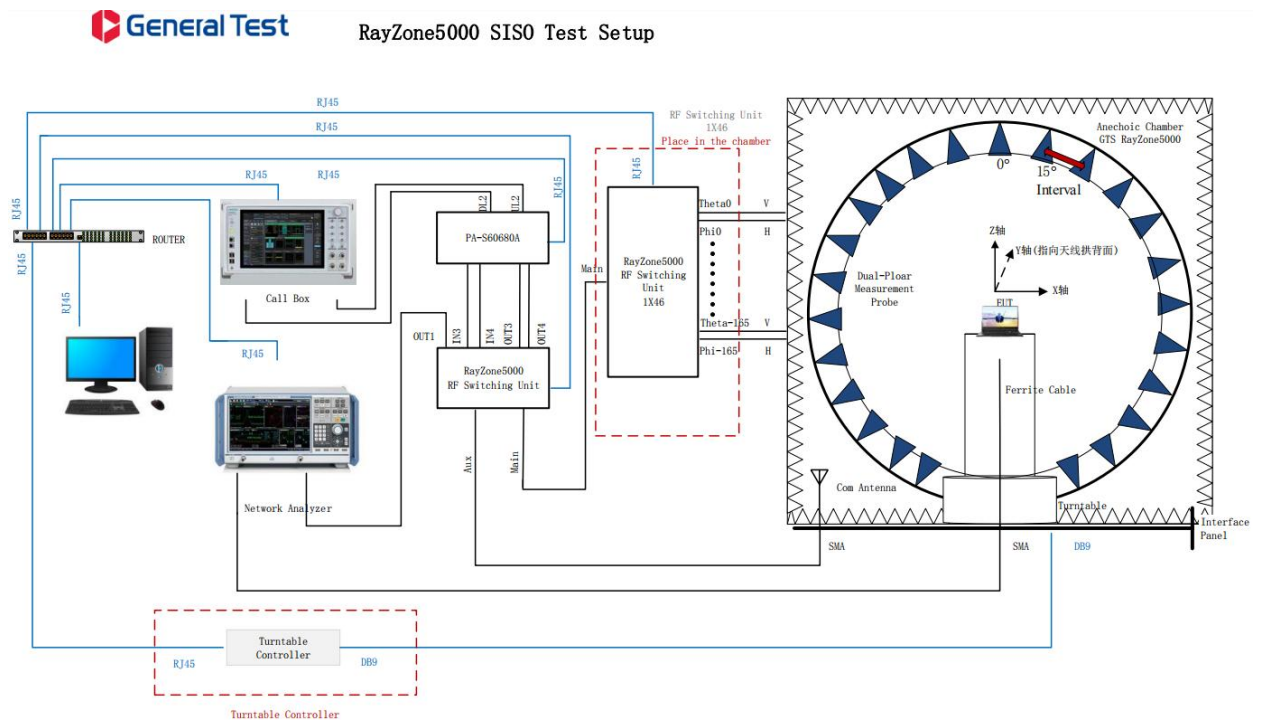 General Test
RayZone5000 SISO Test Setup
RJ45
RJ45
RJ45
RJ45
RJ45
RJ45
RJ45
RJ45
RJ45
RJ45
RJ45
ROUTER
Call Box
Network Analyzer
DL2
UL2
PA-S60680A
OUT1
IN3
IN4
OUT3
OUT4
RayZone5000
RF Switching Unit
Aux
Main
RF Switching Unit
1X46
Place in the chamber
Main
RayZone5000
RF Switching
Unit
1X46
Theta0 V
Phi0 H
Theta-165 V
Phi-165 H
Anechoic Chamber
GTS RayZone5000
0°
15°
Interval
Z轴
Y轴(指向天线拱背面)
X轴
EUT
Dual-Ploar
Measurement
Probe
Ferrite Cable
Com Antenna
Turntable
Interface
Panel
SMA
SMA
DB9
Turntable
Controller
RJ45
DB9
Turntable Controller